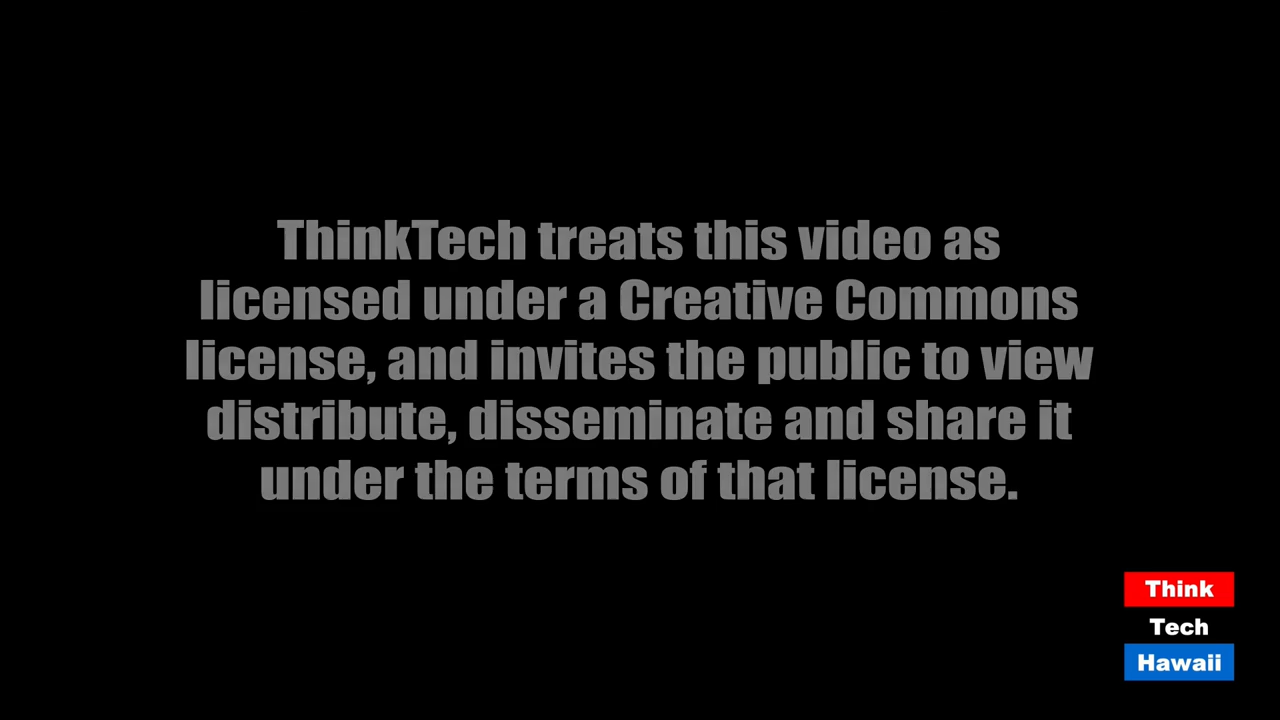 ThinkTech treats this video as
licensed under a Creative Commons
license, and invites the public to view
distribute, disseminate and share it
under the terms of that license.
Think
Tech
Hawaii